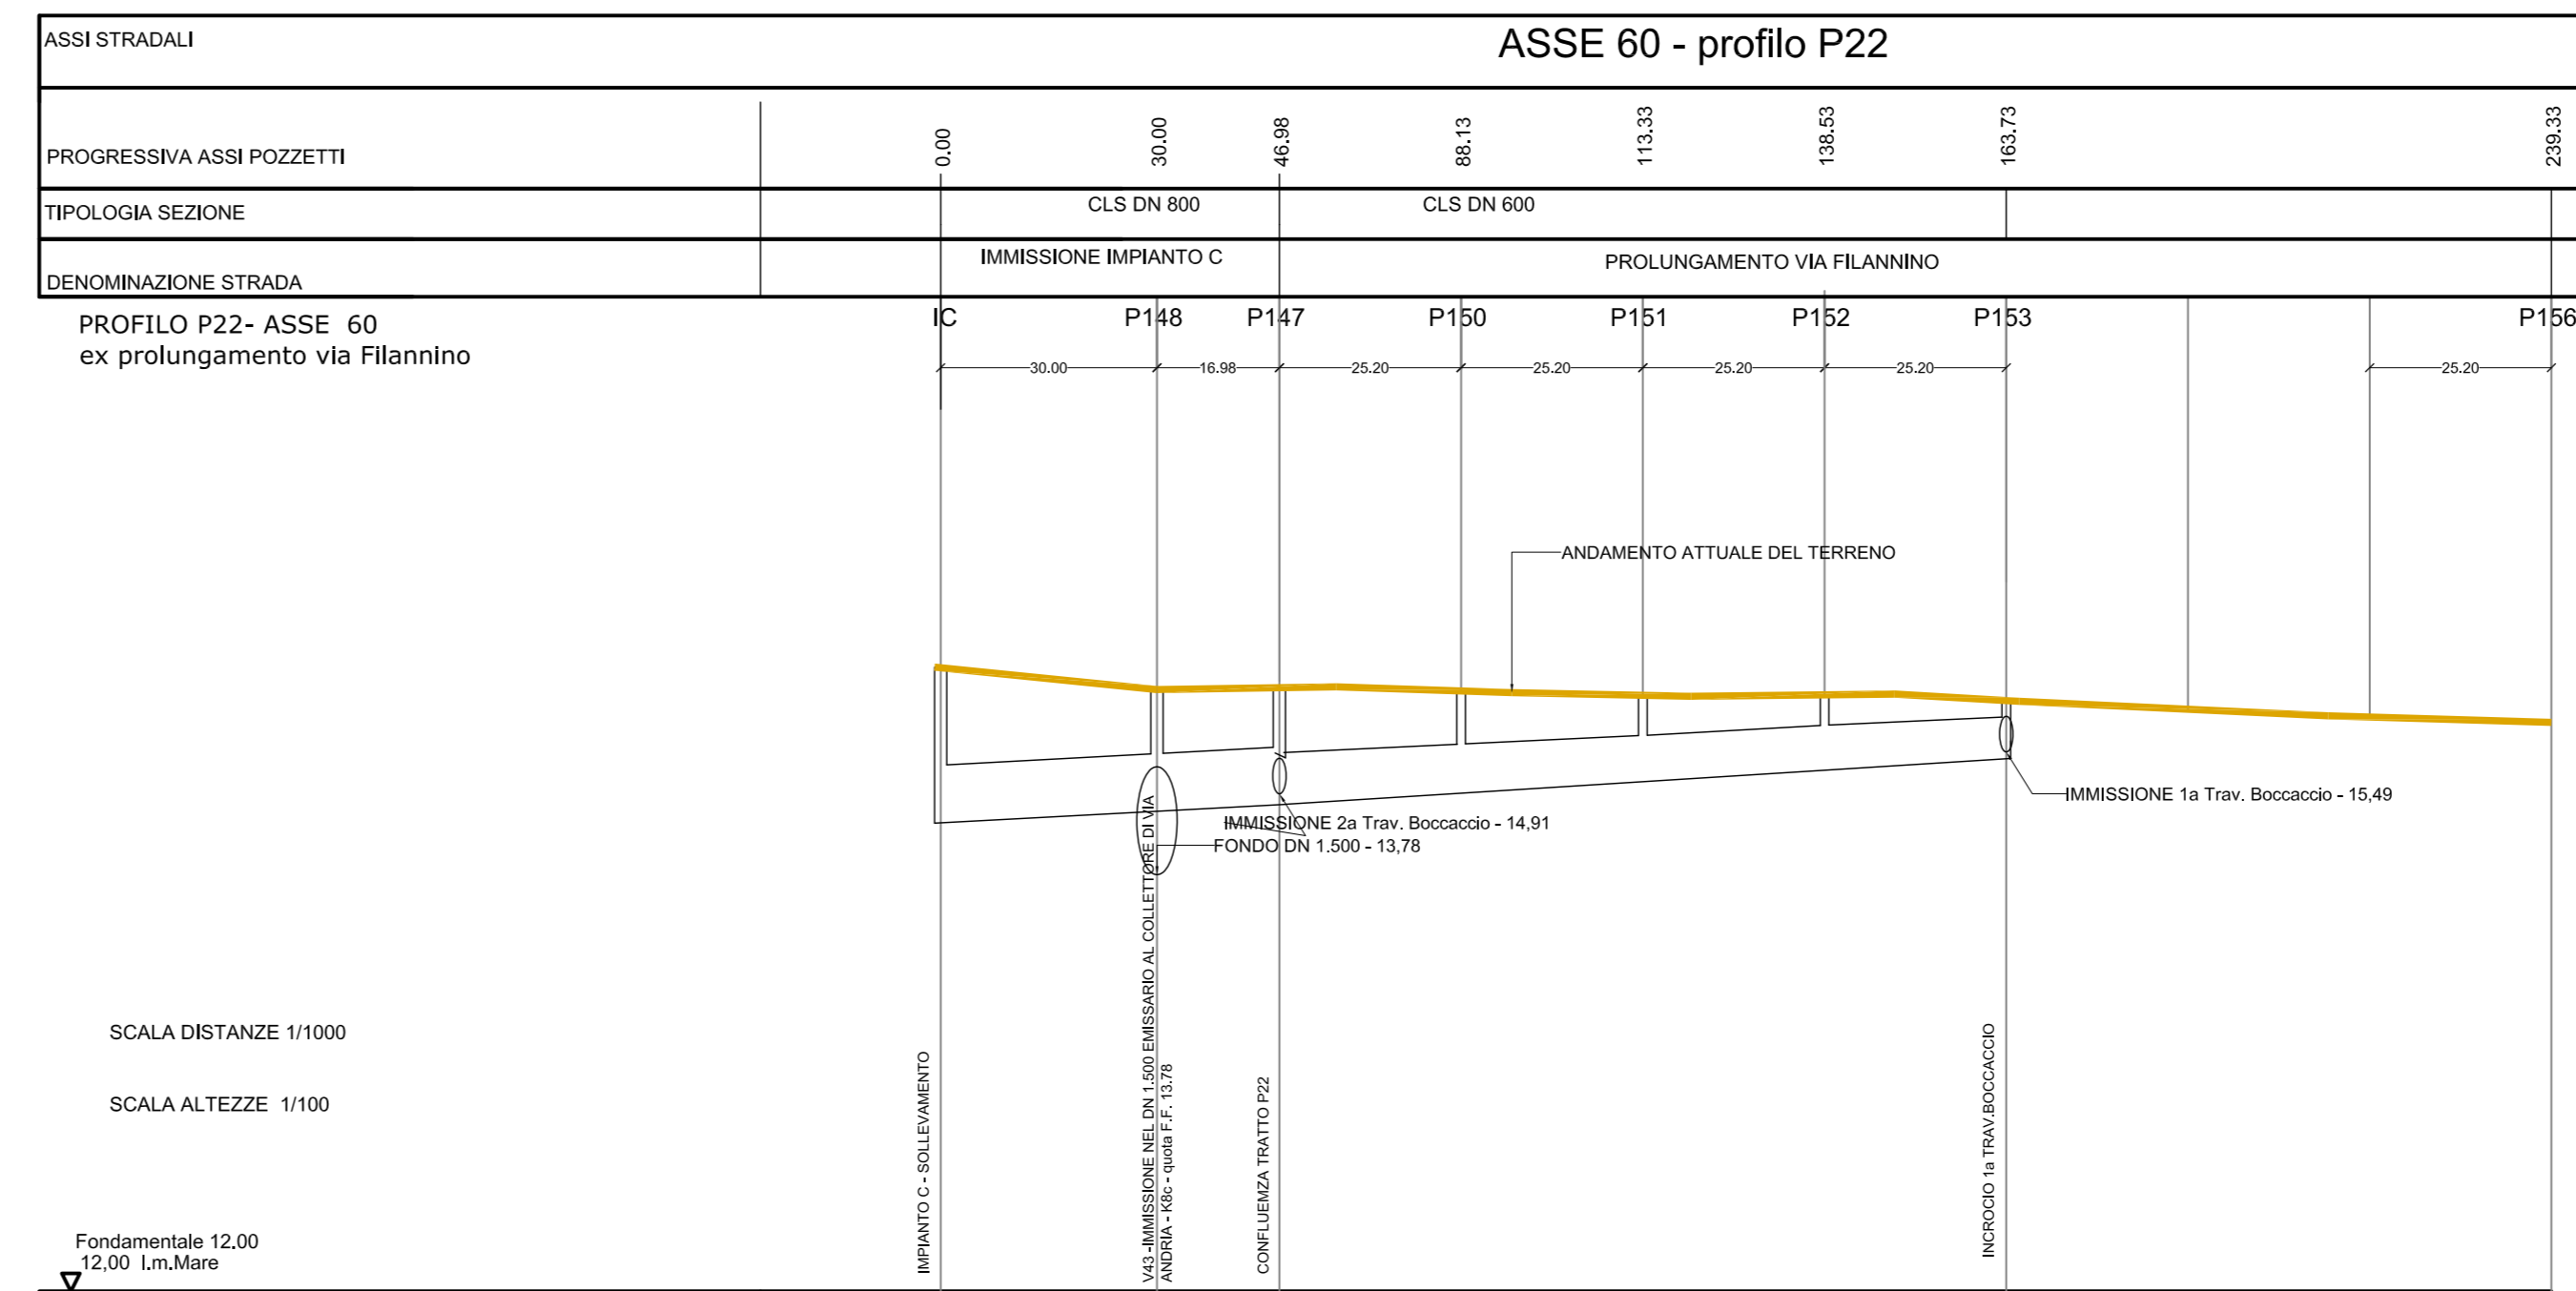 ASSI STRADALI
ASSE 60 - profilo P22
PROGRESSIVA ASSI POZZETTI
0.00
30.00
46.98
88.13
113.33
138.53
163.73
239.33
TIPOLOGIA SEZIONE
CLS DN 800
CLS DN 600
DENOMINAZIONE STRADA
IMMISSIONE IMPIANTO C
PROLUNGAMENTO VIA FILANNINO
PROFILO P22- ASSE 60
ex prolungamento via Filannino
IC
P148
P147
P150
P151
P152
P153
P156
30.00
16.98
25.20
25.20
25.20
25.20
25.20
ANDAMENTO ATTUALE DEL TERRENO
IMMISSIONE 1a Trav. Boccaccio - 15,49
IMMISSIONE 2a Trav. Boccaccio - 14,91
FONDO DN 1.500 - 13,78
IMPIANTO C - SOLLEVAMENTO
V43 -IMMISSIONE NEL DN 1.500 EMISSARIO AL COLLETTORE DI VIA
ANDRIA - K8c - quota F.F. 13.78
CONFLUEMZA TRATTO P22
INCROCIO 1a TRAV.BOCCACCIO
SCALA DISTANZE 1/1000
SCALA ALTEZZE 1/100
Fondamentale 12.00
12,00 l.m.Mare